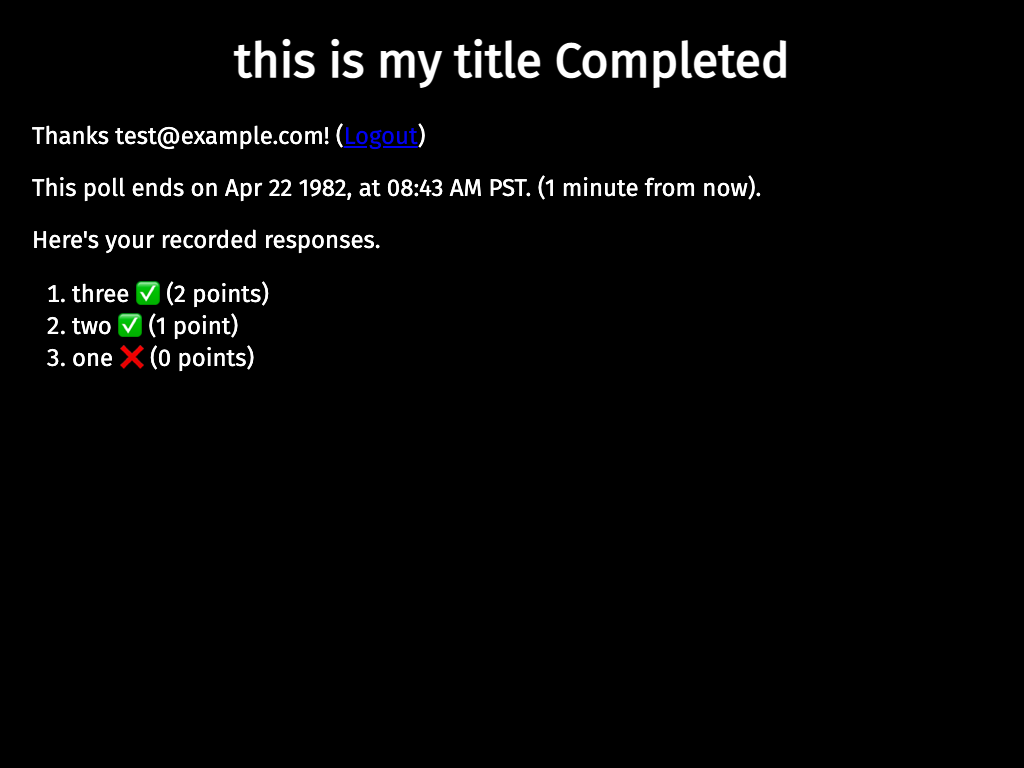 this is my title Completed
Thanks test@example.com! (Logout)
This poll ends on Apr 22 1982, at 08:43 AM PST. (1 minute from now).
Here's your recorded responses.
1. three ✅ (2 points)
2. two ✅ (1 point)
3. one ❌ (0 points)